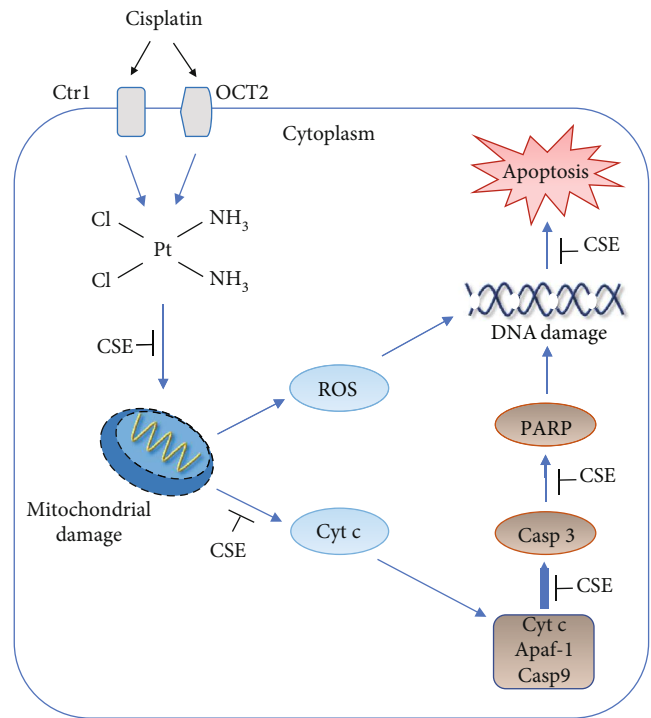 Cisplatin
Ctr1
OCT2
Cytoplasm
Apoptosis
Cl
NH3
Pt
Cl
NH3
CSE
DNA damage
CSE
ROS
PARP
Mitochondrial
damage
CSE
CSE
Cyt c
Casp 3
CSE
Cyt c
Apaf-1
Casp9